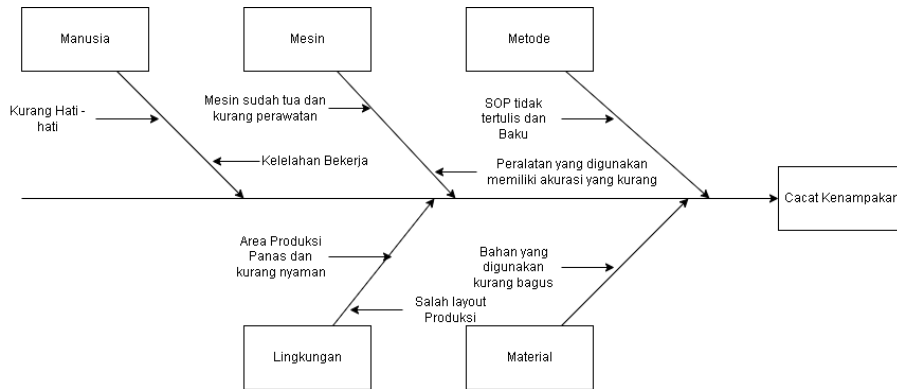 Manusia
Mesin
Metode
Kurang Hati -
hati
Mesin sudah tua dan
kurang perawatan
SOP tidak
tertulis dan
Baku
Kelelahan Bekerja
Peralatan yang digunakan
memiliki akurasi yang kurang
Cacat Kenampakan
Area Produksi
Panas dan
kurang nyaman
Bahan yang
digunakan
kurang bagus
Salah layout
Produksi
Lingkungan
Material